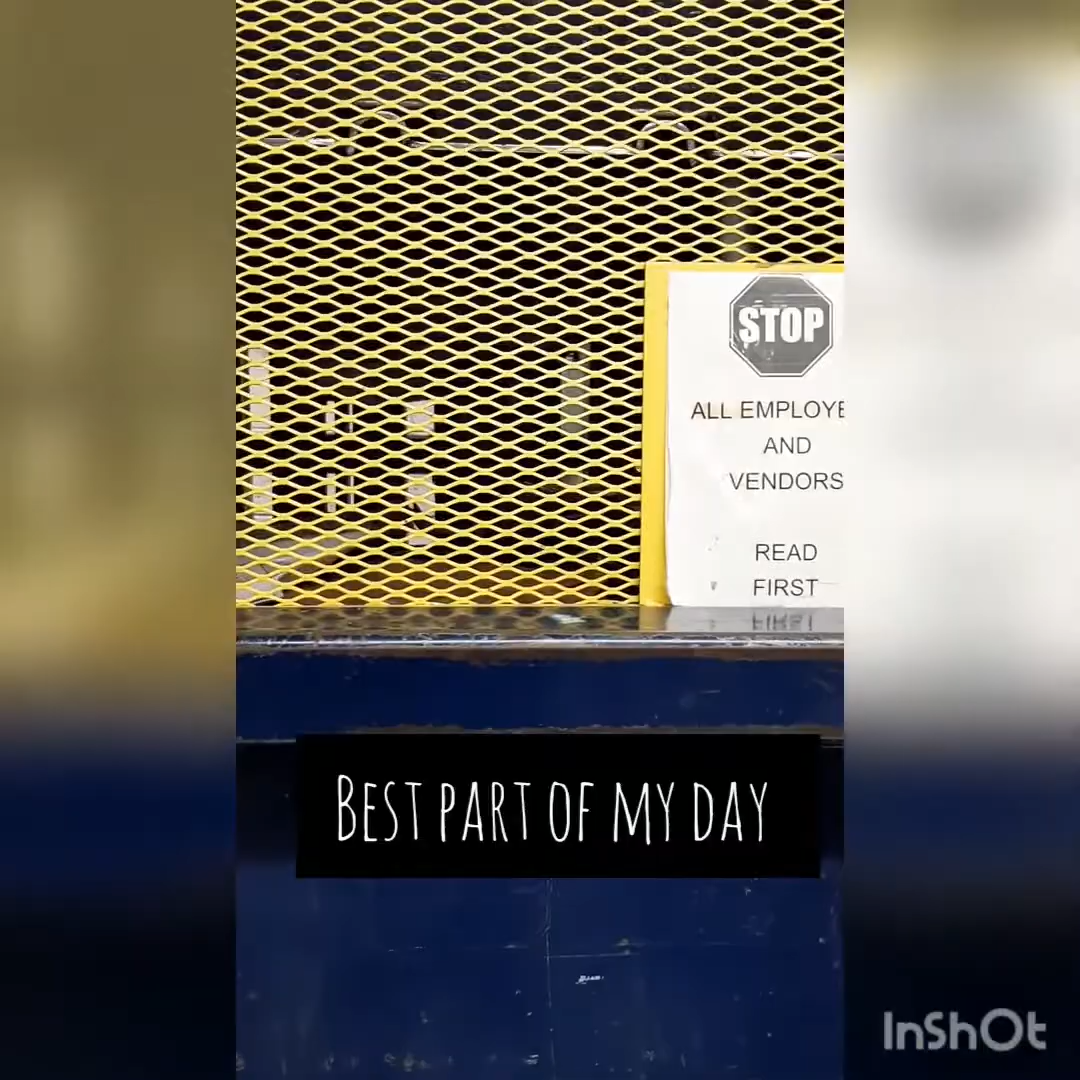 STOP
ALL EMPLOYE
AND
VENDORS
READ
FIRST
BEST PART OF MY DAY
INSHOT